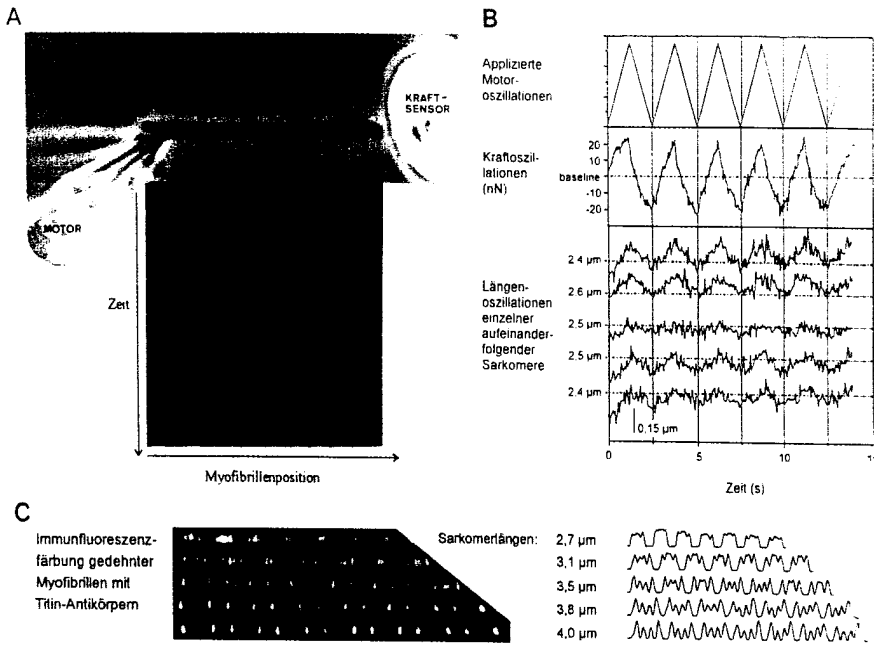 A
KRAFT-
SENSOR
MOTOR
Zeit
Myofibrillenposition
B
Applizierte
Motor-
oszillationen
Kraftoszil-
lationen
(nN)
20
10
baseline
-10
-20
Längen-
oszillationen
einzelner
aufeinander-
folgender
Sarkomere
2.4 µm
2.6 µm
2.5 µm
2.5 µm
2.4 µm
0,15 µm
0
5
10
Zeit (s)
C
Immunfluoreszenz-
färbung gedehnter
Myofibrillen mit
Titin-Antikörpern
Sarkomerlängen:
2,7 µm
3,1 µm
3,5 µm
3,8 µm
4,0 µm